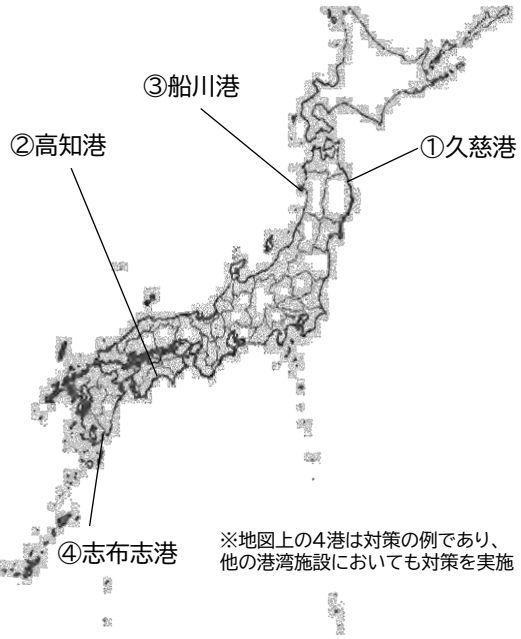 ③船川港
②高知港
①久慈港
④志布志港
※地図上の4港は対策の例であり、
他の港湾施設においても対策を実施